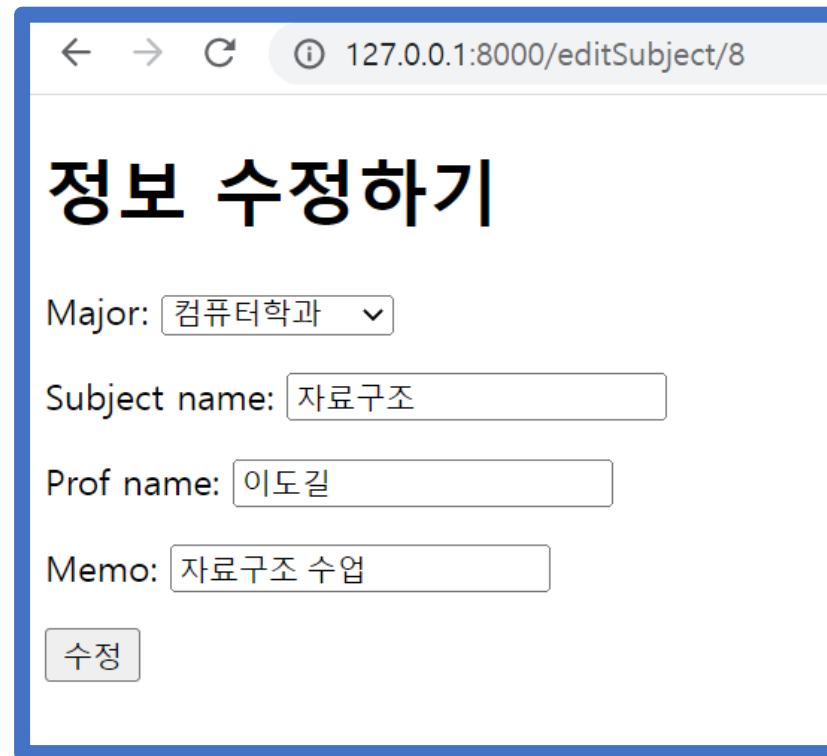 127.0.0.1:8000/editSubject/8
정보 수정하기
Major: 컴퓨터학과
Subject name: 자료구조
Prof name: 이도길
Memo: 자료구조 수업
수정